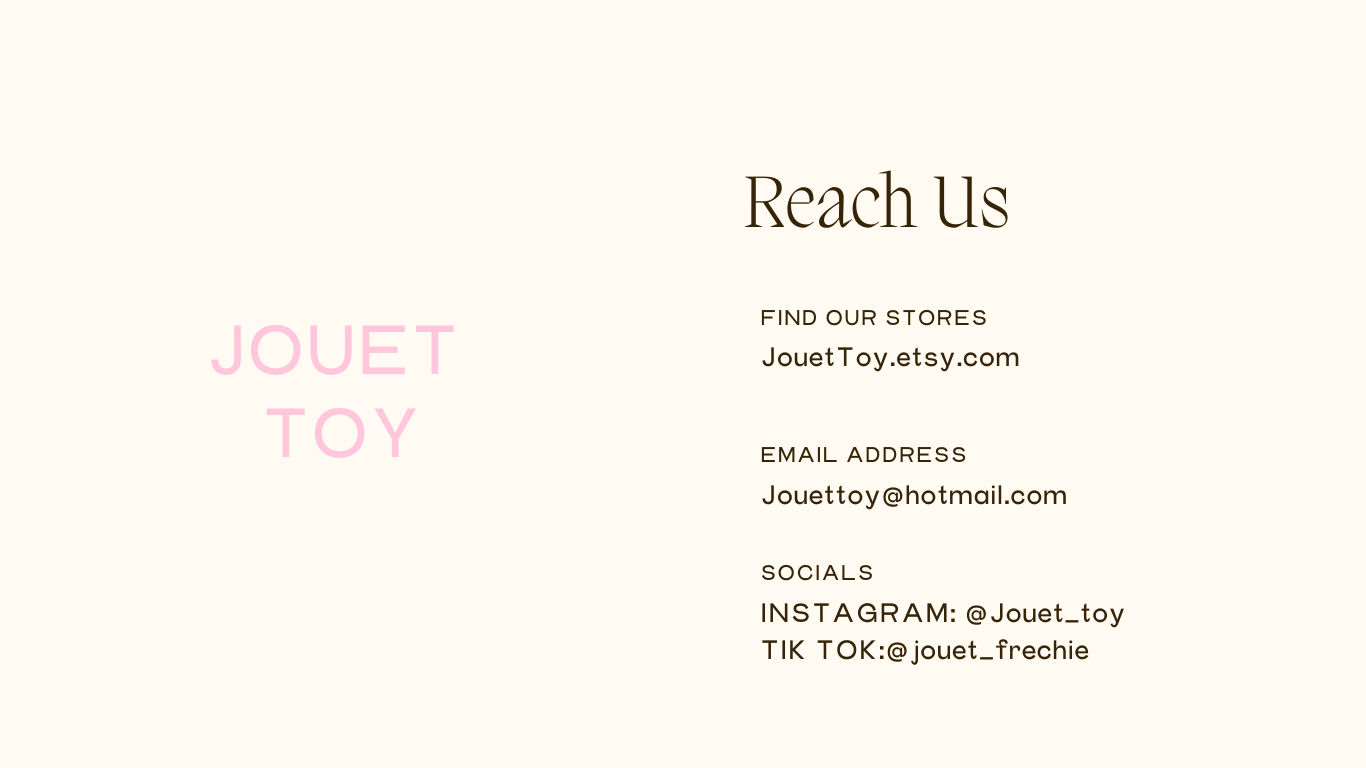 JOUET
TOY
Reach Us
FIND OUR STORES
JouetToy.etsy.com
EMAIL ADDRESS
Jouettoy@hotmail.com
SOCIALS
INSTAGRAM: @Jouet_toy
TIK TOK:@jouet_frechie